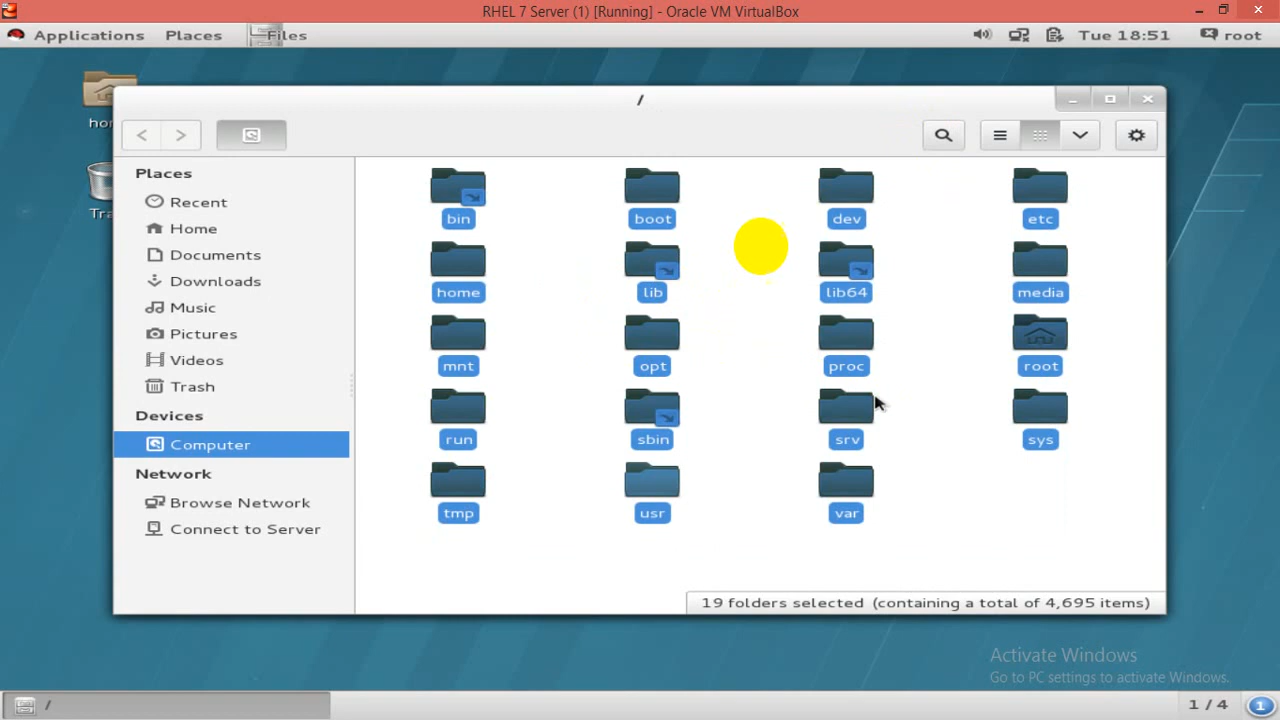 RHEL 7 Server (1) [Running] - Oracle VM VirtualBox
Applications Places Files Tue 18:51 root
/
Places
Recent
Home
Documents
Downloads
Music
Pictures
Videos
Trash
Devices
Computer
Network
Browse Network
Connect to Server
bin boot dev etc
home lib lib64 media
mnt opt proc root
run sbin srv sys
tmp usr var
19 folders selected (containing a total of 4,695 items)
Activate Windows
Go to PC settings to activate Windows.
/ 1 / 4 1